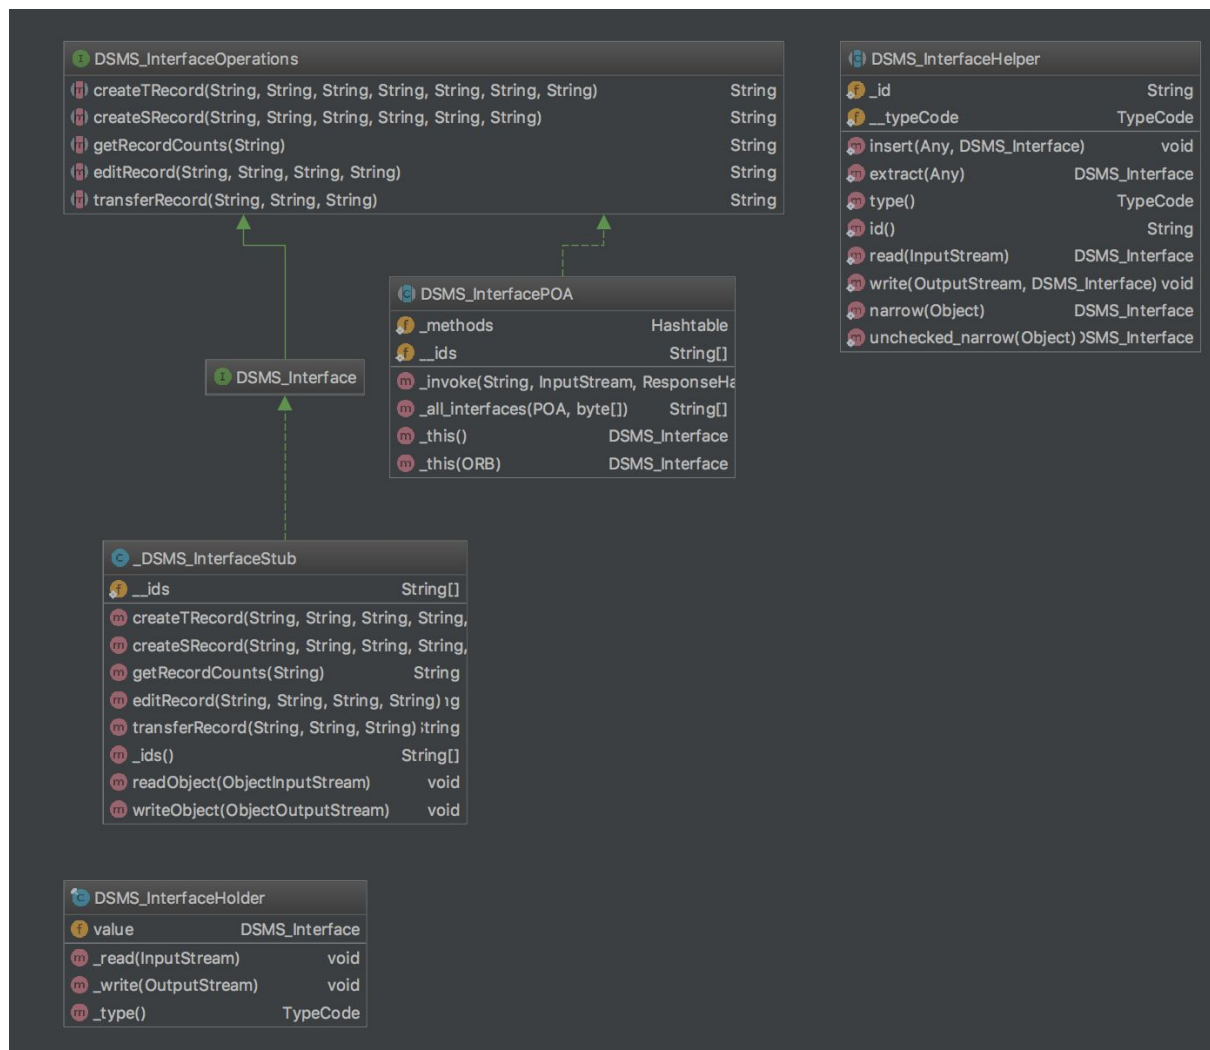 DSMS_InterfaceOperations
createTRecord(String, String, String, String, String, String, String) String
createSRecord(String, String, String, String, String, String) String
getRecordCounts(String) String
editRecord(String, String, String, String) String
transferRecord(String, String, String) String
DSMS_InterfaceHelper
_id String
__typeCode TypeCode
insert(Any, DSMS_Interface) void
extract(Any) DSMS_Interface
type() TypeCode
id() String
read(InputStream) DSMS_Interface
write(OutputStream, DSMS_Interface) void
narrow(Object) DSMS_Interface
unchecked_narrow(Object) SMS_Interface
DSMS_InterfacePOA
_methods Hashtable
__ids String[]
_invoke(String, InputStream, ResponseHa
_all_interfaces(POA, byte[]) String[]
_this() DSMS_Interface
_this(ORB) DSMS_Interface
DSMS_Interface
_DSMS_InterfaceStub
__ids String[]
createTRecord(String, String, String, String,
createSRecord(String, String, String, String,
getRecordCounts(String) String
editRecord(String, String, String, String) ng
transferRecord(String, String, String) String
_ids() String[]
readObject(ObjectInputStream) void
writeObject(ObjectOutputStream) void
DSMS_InterfaceHolder
value DSMS_Interface
_read(InputStream) void
_write(OutputStream) void
_type() TypeCode